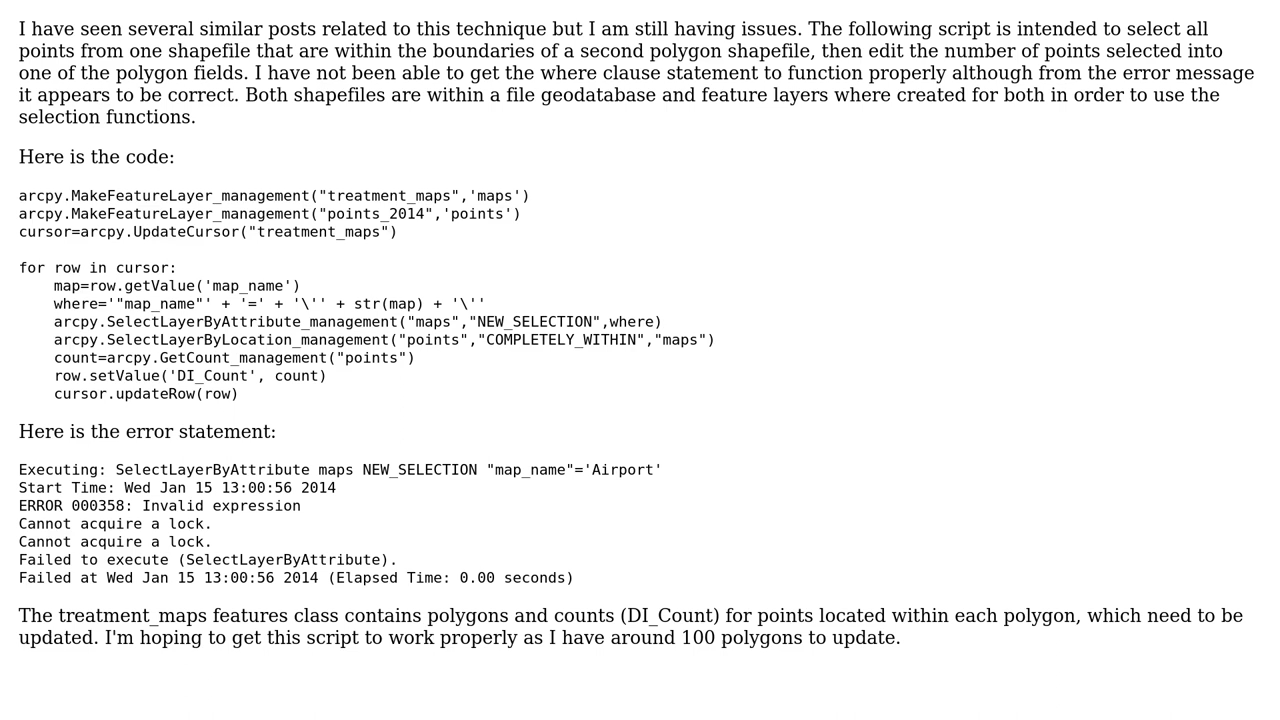 I have seen several similar posts related to this technique but I am still having issues. The following script is intended to select all
points from one shapefile that are within the boundaries of a second polygon shapefile, then edit the number of points selected into
one of the polygon fields. I have not been able to get the where clause statement to function properly although from the error message
it appears to be correct. Both shapefiles are within a file geodatabase and feature layers where created for both in order to use the
selection functions.
Here is the code:
arcpy.MakeFeatureLayer_management("treatment_maps",'maps')
arcpy.MakeFeatureLayer_management("points_2014",'points')
cursor=arcpy.UpdateCursor("treatment_maps")
for row in cursor:
    map=row.getValue('map_name')
    where='"map_name"' + '=' + '\'' + str(map) + '\''
    arcpy.SelectLayerByAttribute_management("maps","NEW_SELECTION",where)
    arcpy.SelectLayerByLocation_management("points","COMPLETELY_WITHIN","maps")
    count=arcpy.GetCount_management("points")
    row.setValue('DI_Count', count)
    cursor.updateRow(row)
Here is the error statement:
Executing: SelectLayerByAttribute maps NEW_SELECTION "map_name"='Airport'
Start Time: Wed Jan 15 13:00:56 2014
ERROR 000358: Invalid expression
Cannot acquire a lock.
Cannot acquire a lock.
Failed to execute (SelectLayerByAttribute).
Failed at Wed Jan 15 13:00:56 2014 (Elapsed Time: 0.00 seconds)
The treatment_maps features class contains polygons and counts (DI_Count) for points located within each polygon, which need to be
updated. I'm hoping to get this script to work properly as I have around 100 polygons to update.